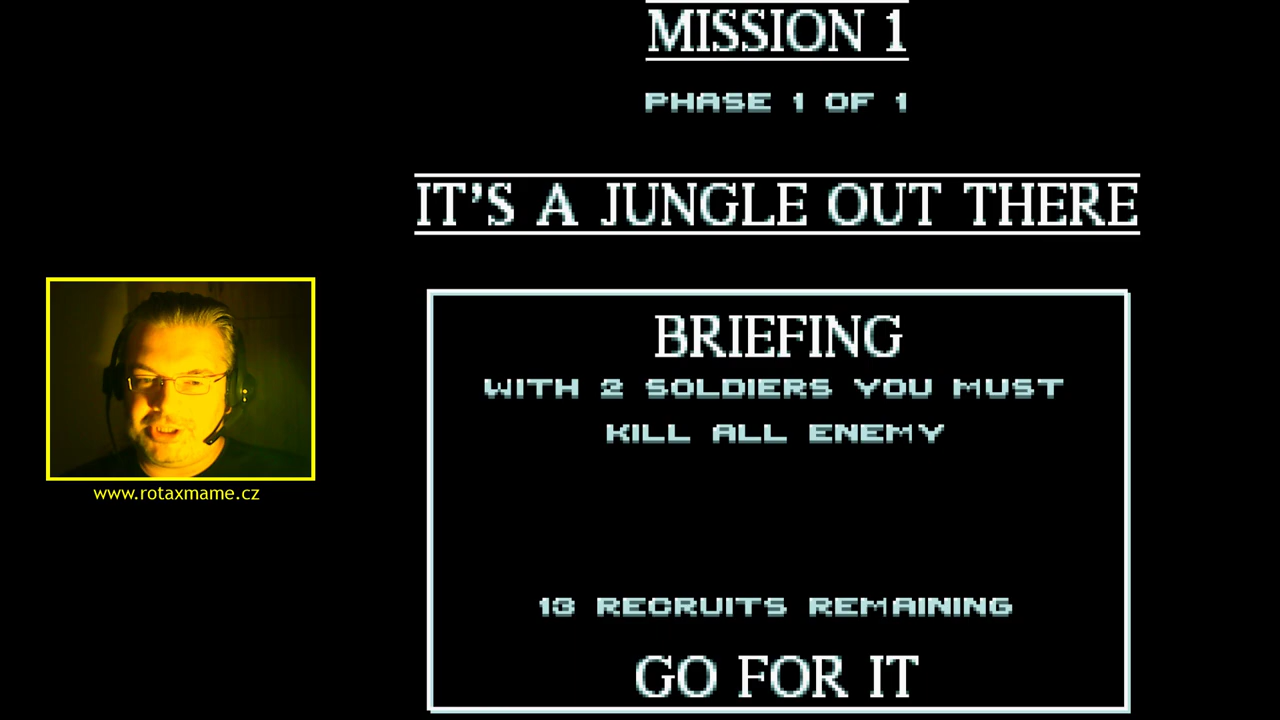 MISSION 1
PHASE 1 OF 1
IT'S A JUNGLE OUT THERE
BRIEFING
WITH 2 SOLDIERS YOU MUST
KILL ALL ENEMY
www.rotaxmame.cz
13 RECRUITS REMAINING
GO FOR IT